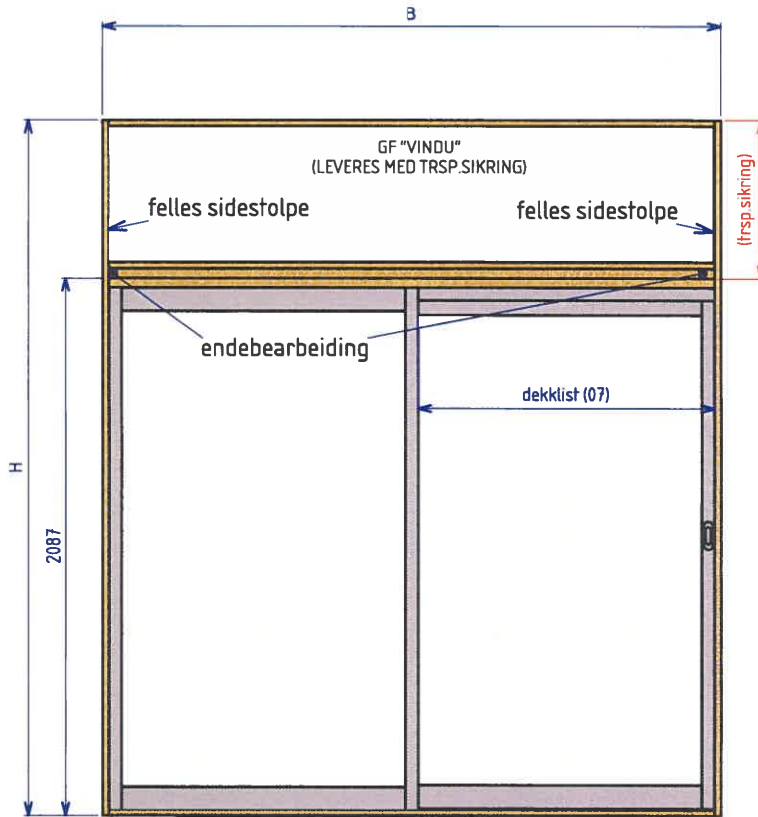 B
GF "VINDU"
(LEVERES MED TRSP.SIKRING)
(trsp.sikring)
felles sidestolpe
felles sidestolpe
endebearbeiding
dekklist (07)
H
2087